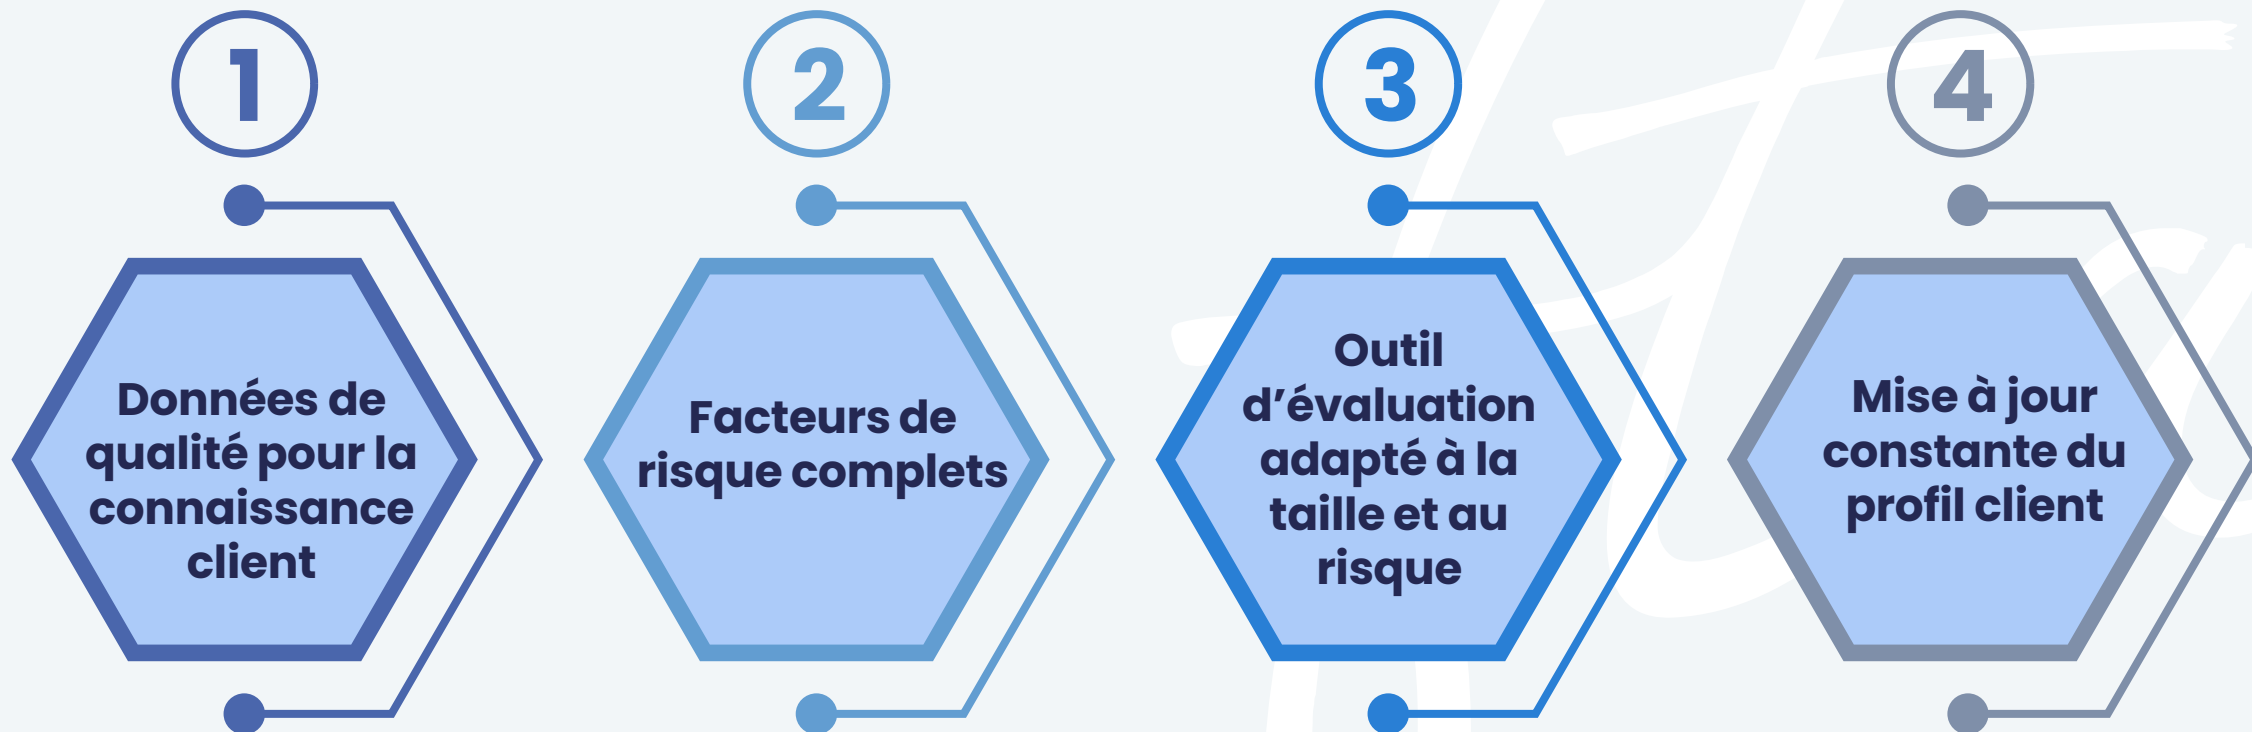 1
Données de
qualité pour la
connaissance
client
2
Facteurs de
risque complets
3
Outil
d’évaluation
adapté à la
taille et au
risque
4
Mise à jour
constante du
profil client